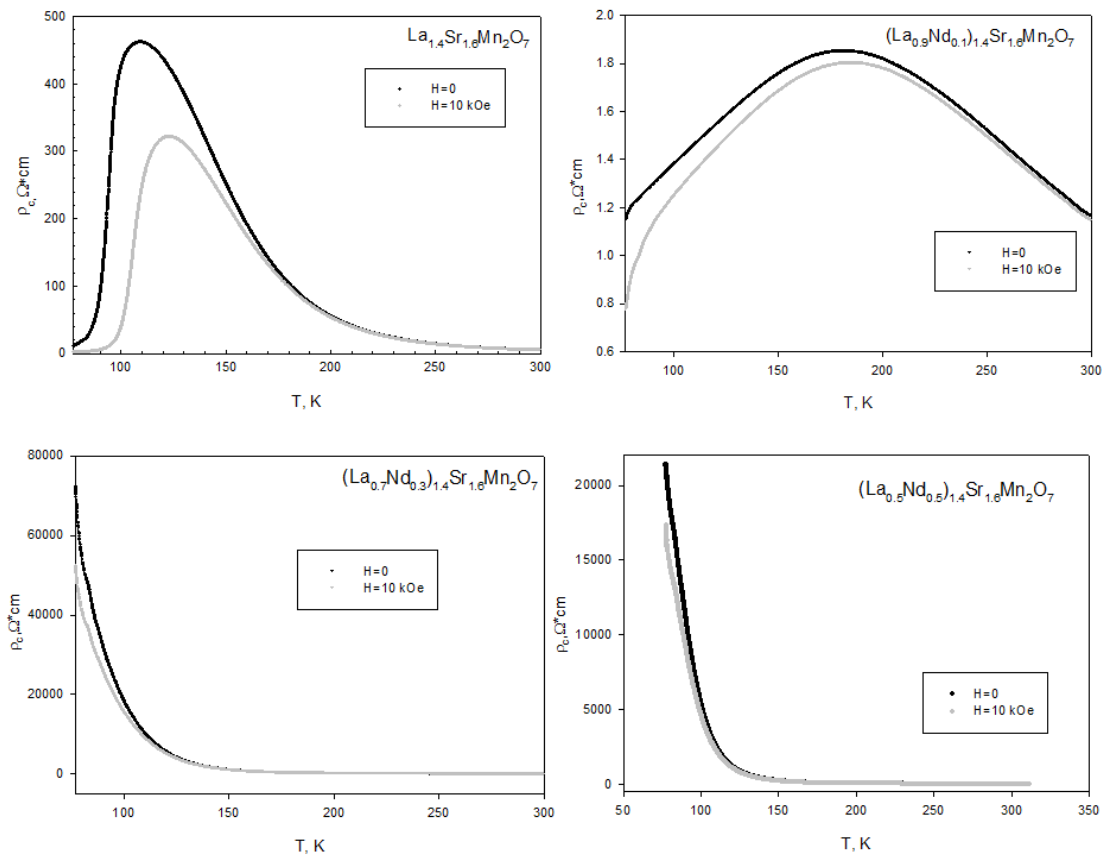 La1.4Sr1.6Mn2O7
H=0
H=10 kOe
ρc,Ω*cm
500
400
300
200
100
0
100 150 200 250 300
T, K
(La0.9Nd0.1)1.4Sr1.6Mn2O7
H=0
H=10 kOe
ρc,Ω*cm
2.0
1.8
1.6
1.4
1.2
1.0
0.8
0.6
100 150 200 250 300
T, K
(La0.7Nd0.3)1.4Sr1.6Mn2O7
H=0
H=10 kOe
ρc,Ω*cm
80000
60000
40000
20000
0
100 150 200 250 300
T, K
(La0.5Nd0.5)1.4Sr1.6Mn2O7
H=0
H=10 kOe
ρc,Ω*cm
20000
15000
10000
5000
0
50 100 150 200 250 300 350
T, K